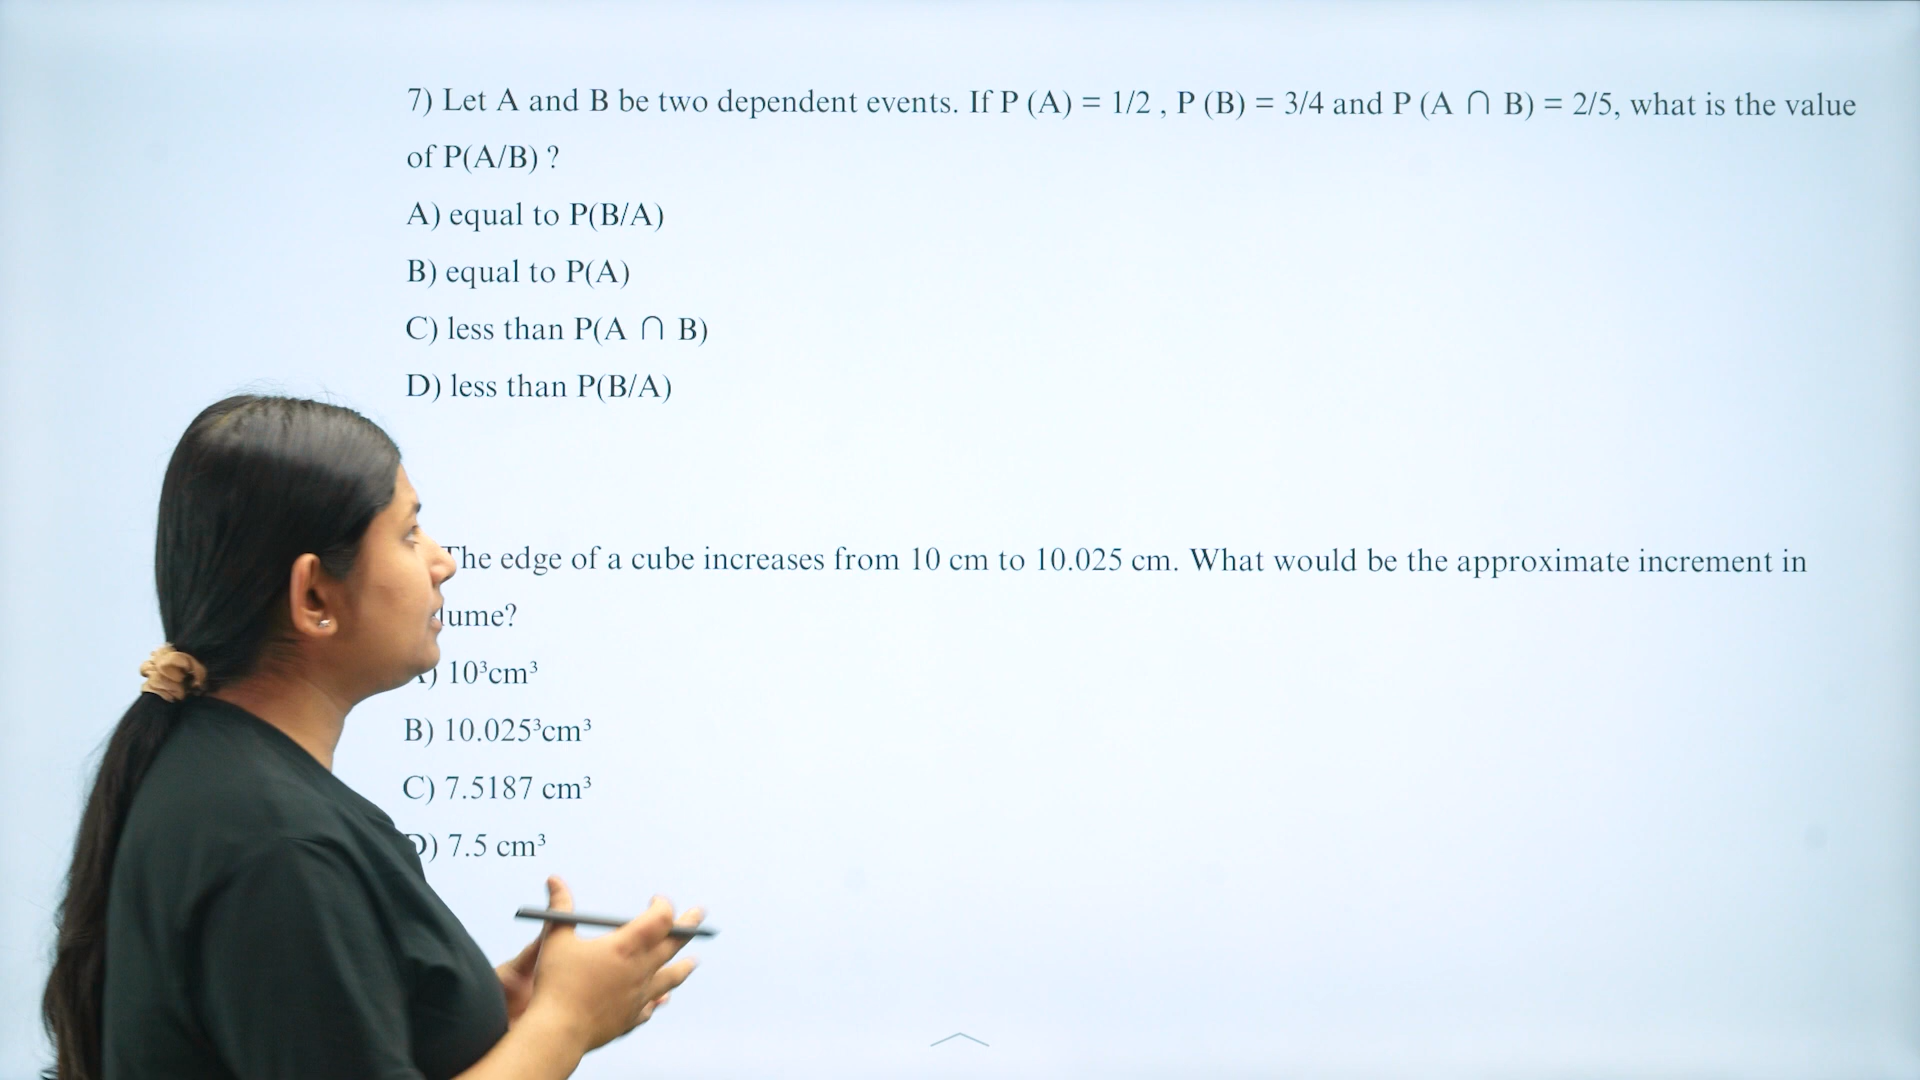 7) Let A and B be two dependent events. If P (A) = 1/2 , P (B) = 3/4 and P (A ∩ B) = 2/5, what is the value
of P(A/B) ?
A) equal to P(B/A)
B) equal to P(A)
C) less than P(A ∩ B)
D) less than P(B/A)
The edge of a cube increases from 10 cm to 10.025 cm. What would be the approximate increment in
lume?
A) 10³cm³
B) 10.025³cm³
C) 7.5187 cm³
D) 7.5 cm³